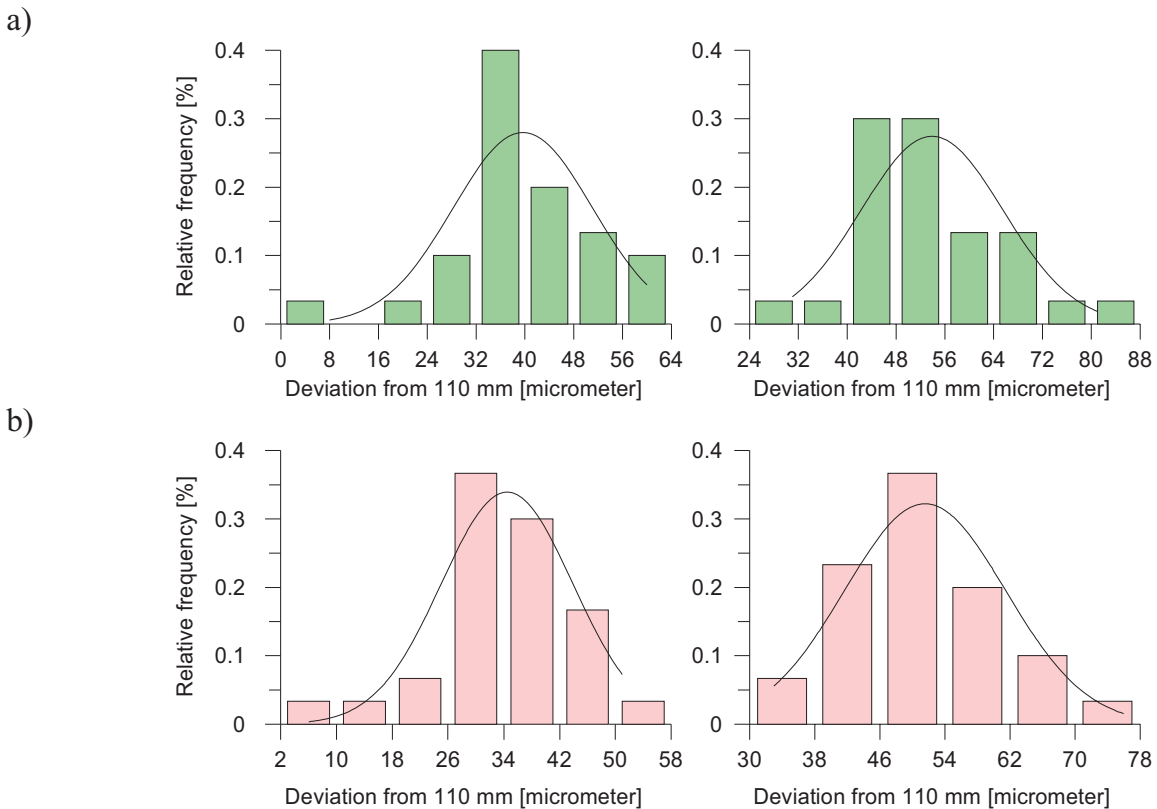 a)
Relative frequency [%]
0.4
0.3
0.2
0.1
0
0 8 16 24 32 40 48 56 64
Deviation from 110 mm [micrometer]
0.4
0.3
0.2
0.1
0
24 32 40 48 56 64 72 80 88
Deviation from 110 mm [micrometer]
b)
Relative frequency [%]
0.4
0.3
0.2
0.1
0
2 10 18 26 34 42 50 58
Deviation from 110 mm [micrometer]
0.4
0.3
0.2
0.1
0
30 38 46 54 62 70 78
Deviation from 110 mm [micrometer]